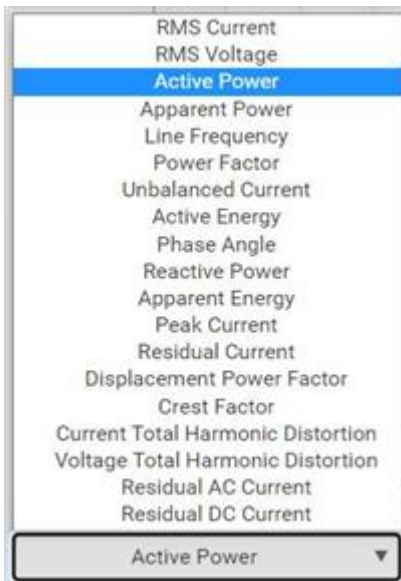 RMS Current
RMS Voltage
Active Power
Apparent Power
Line Frequency
Power Factor
Unbalanced Current
Active Energy
Phase Angle
Reactive Power
Apparent Energy
Peak Current
Residual Current
Displacement Power Factor
Crest Factor
Current Total Harmonic Distortion
Voltage Total Harmonic Distortion
Residual AC Current
Residual DC Current
Active Power